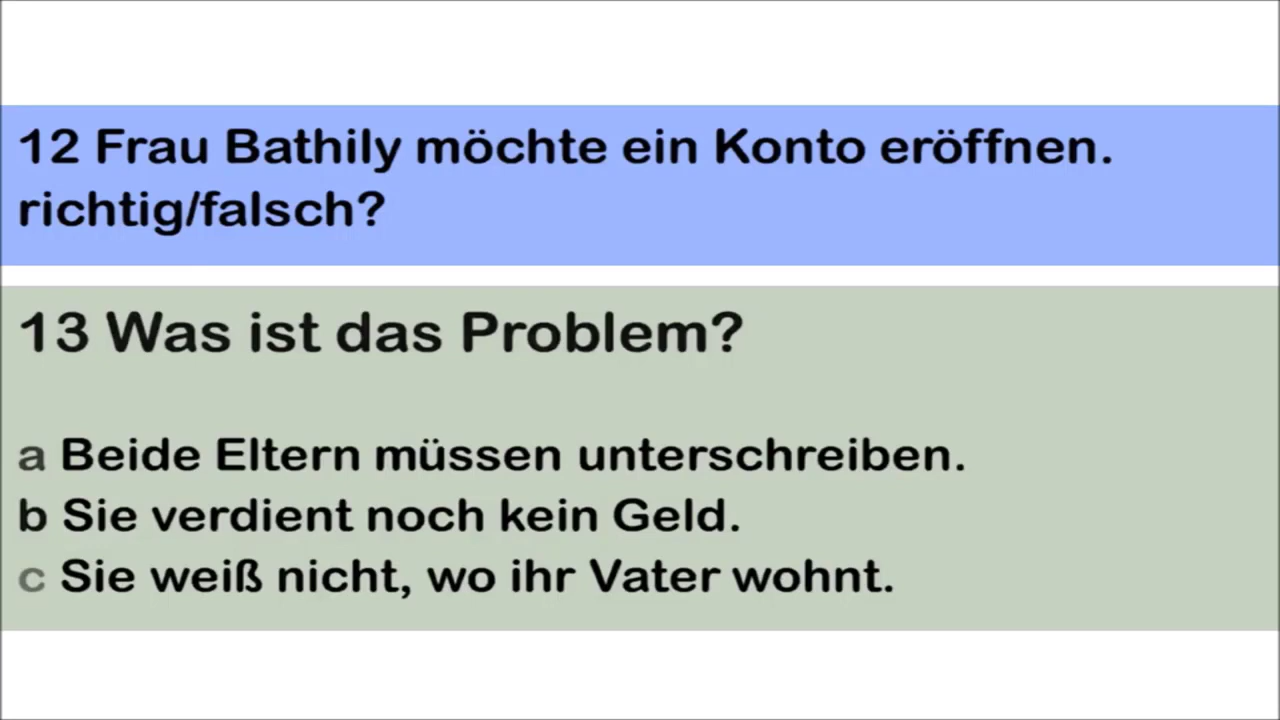 12 Frau Bathily möchte ein Konto eröffnen.
richtig/falsch?
13 Was ist das Problem?
a Beide Eltern müssen unterschreiben.
b Sie verdient noch kein Geld.
c Sie weiß nicht, wo ihr Vater wohnt.